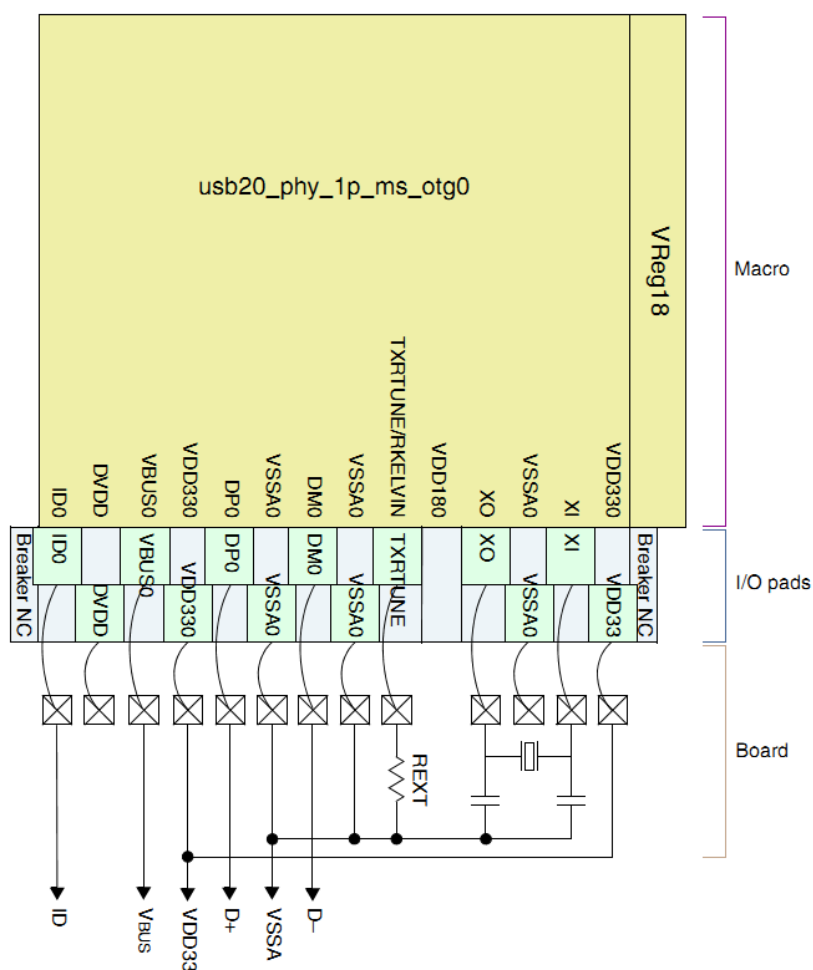 usb20_phy_1p_ms_otg0
VReg18
Macro
ID0
DVDD
VBUS0
VDD330
DP0
VSSA0
DM0
VSSA0
TXRTUNE/RKELVIN
VDD180
XO
VSSA0
XI
VDD330
Breaker NC
ID0
DVDD
VBUS0
VDD330
DP0
VSSA0
DM0
VSSA0
TXRTUNE
XO
VSSA0
XI
VDD33
Breaker NC
I/O pads
REXT
Board
ID
VBUS
VDD33
D+
VSSA
D−